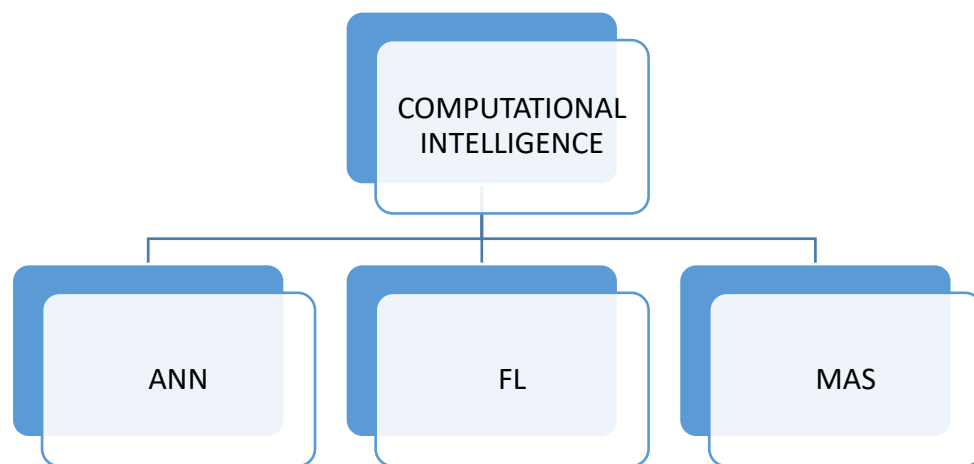 COMPUTATIONAL
INTELLIGENCE
ANN
FL
MAS